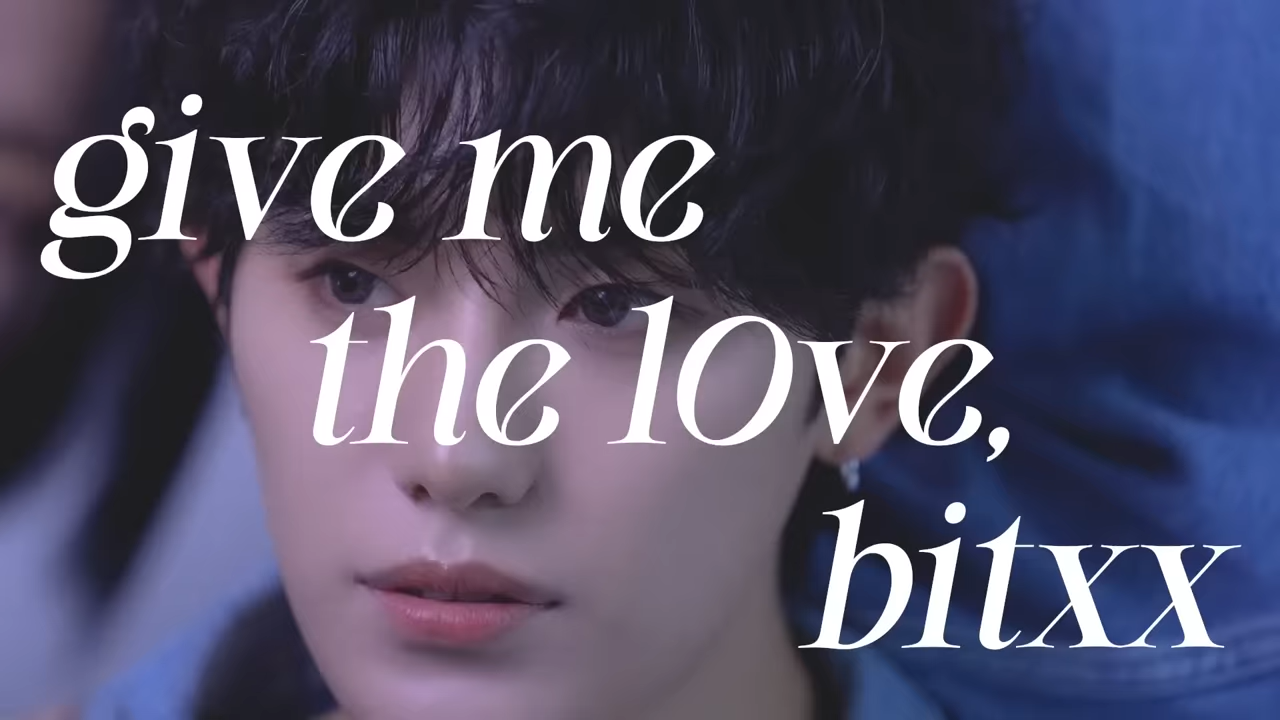 give me
the l0ve,
bitxx